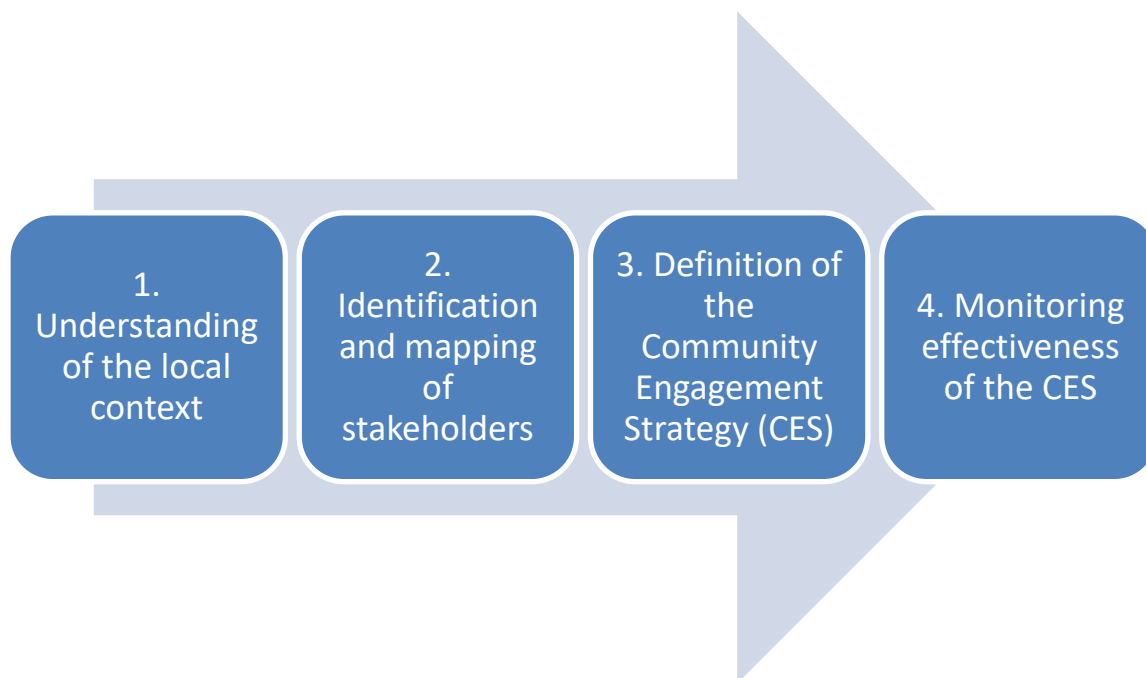 1.
Understanding
of the local
context
2.
Identification
and mapping
of
stakeholders
3. Definition of
the
Community
Engagement
Strategy (CES)
4. Monitoring
effectiveness
of the CES